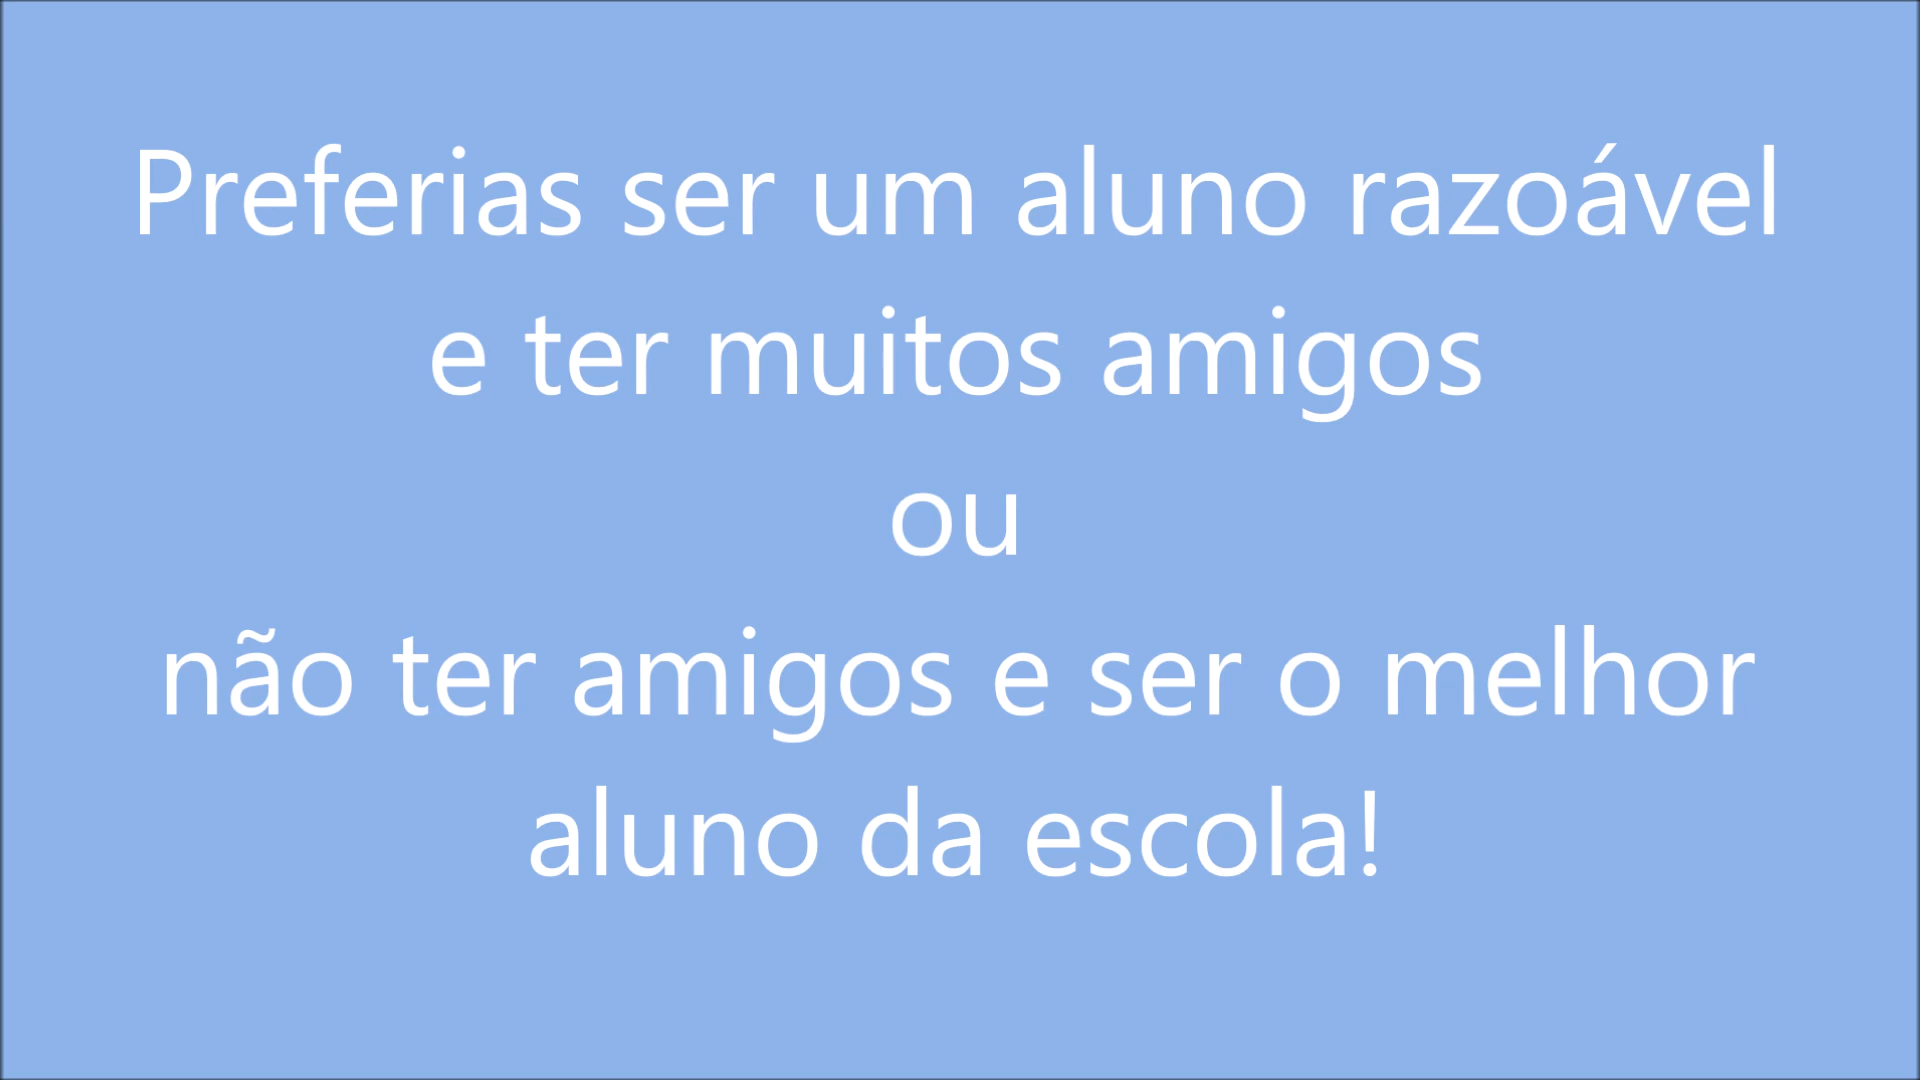 Preferias ser um aluno razoável
e ter muitos amigos
ou
não ter amigos e ser o melhor
aluno da escola!